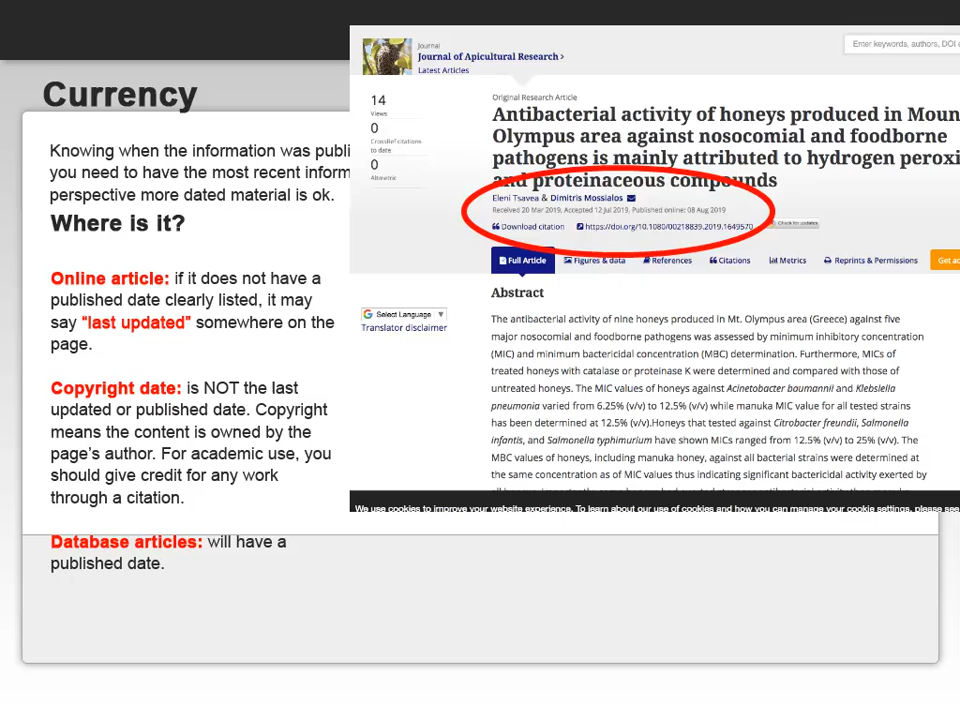 Currency
Knowing when the information was publi
you need to have the most recent inform
perspective more dated material is ok.
Where is it?
Online article: if it does not have a
published date clearly listed, it may
say “last updated” somewhere on the
page.
Copyright date: is NOT the last
updated or published date. Copyright
means the content is owned by the
page’s author. For academic use, you
should give credit for any work
through a citation.
Database articles: will have a
published date.
Journal
Journal of Apicultural Research ›
Latest Articles
Enter keywords, authors, DOI
14
Views
0
CrossRef citations
to date
0
Altmetric
Original Research Article
Antibacterial activity of honeys produced in Moun
Olympus area against nosocomial and foodborne
pathogens is mainly attributed to hydrogen peroxi
and proteinaceous compounds
Eleni Tsavea & Dimitris Mossialos
Received 20 Mar 2019, Accepted 12 Jul 2019, Published online: 08 Aug 2019
Download citation https://doi.org/10.1080/00218839.2019.1649570
Check for updates
Full Article Figures & data References Citations Metrics Reprints & Permissions Get ac
Select Language ▼
Translator disclaimer
Abstract
The antibacterial activity of nine honeys produced in Mt. Olympus area (Greece) against five
major nosocomial and foodborne pathogens was assessed by minimum inhibitory concentration
(MIC) and minimum bactericidal concentration (MBC) determination. Furthermore, MICs of
treated honeys with catalase or proteinase K were determined and compared with those of
untreated honeys. The MIC values of honeys against Acinetobacter baumannii and Klebsiella
pneumonia varied from 6.25% (v/v) to 12.5% (v/v) while manuka MIC value for all tested strains
has been determined at 12.5% (v/v).Honeys that tested against Citrobacter freundii, Salmonella
infantis, and Salmonella typhimurium have shown MICs ranged from 12.5% (v/v) to 25% (v/v). The
MBC values of honeys, including manuka honey, against all bacterial strains were determined at
the same concentration as of MIC values thus indicating significant bactericidal activity exerted by
We use cookies to improve your website experience. To learn about our use of cookies and how you can manage your cookie settings, please see